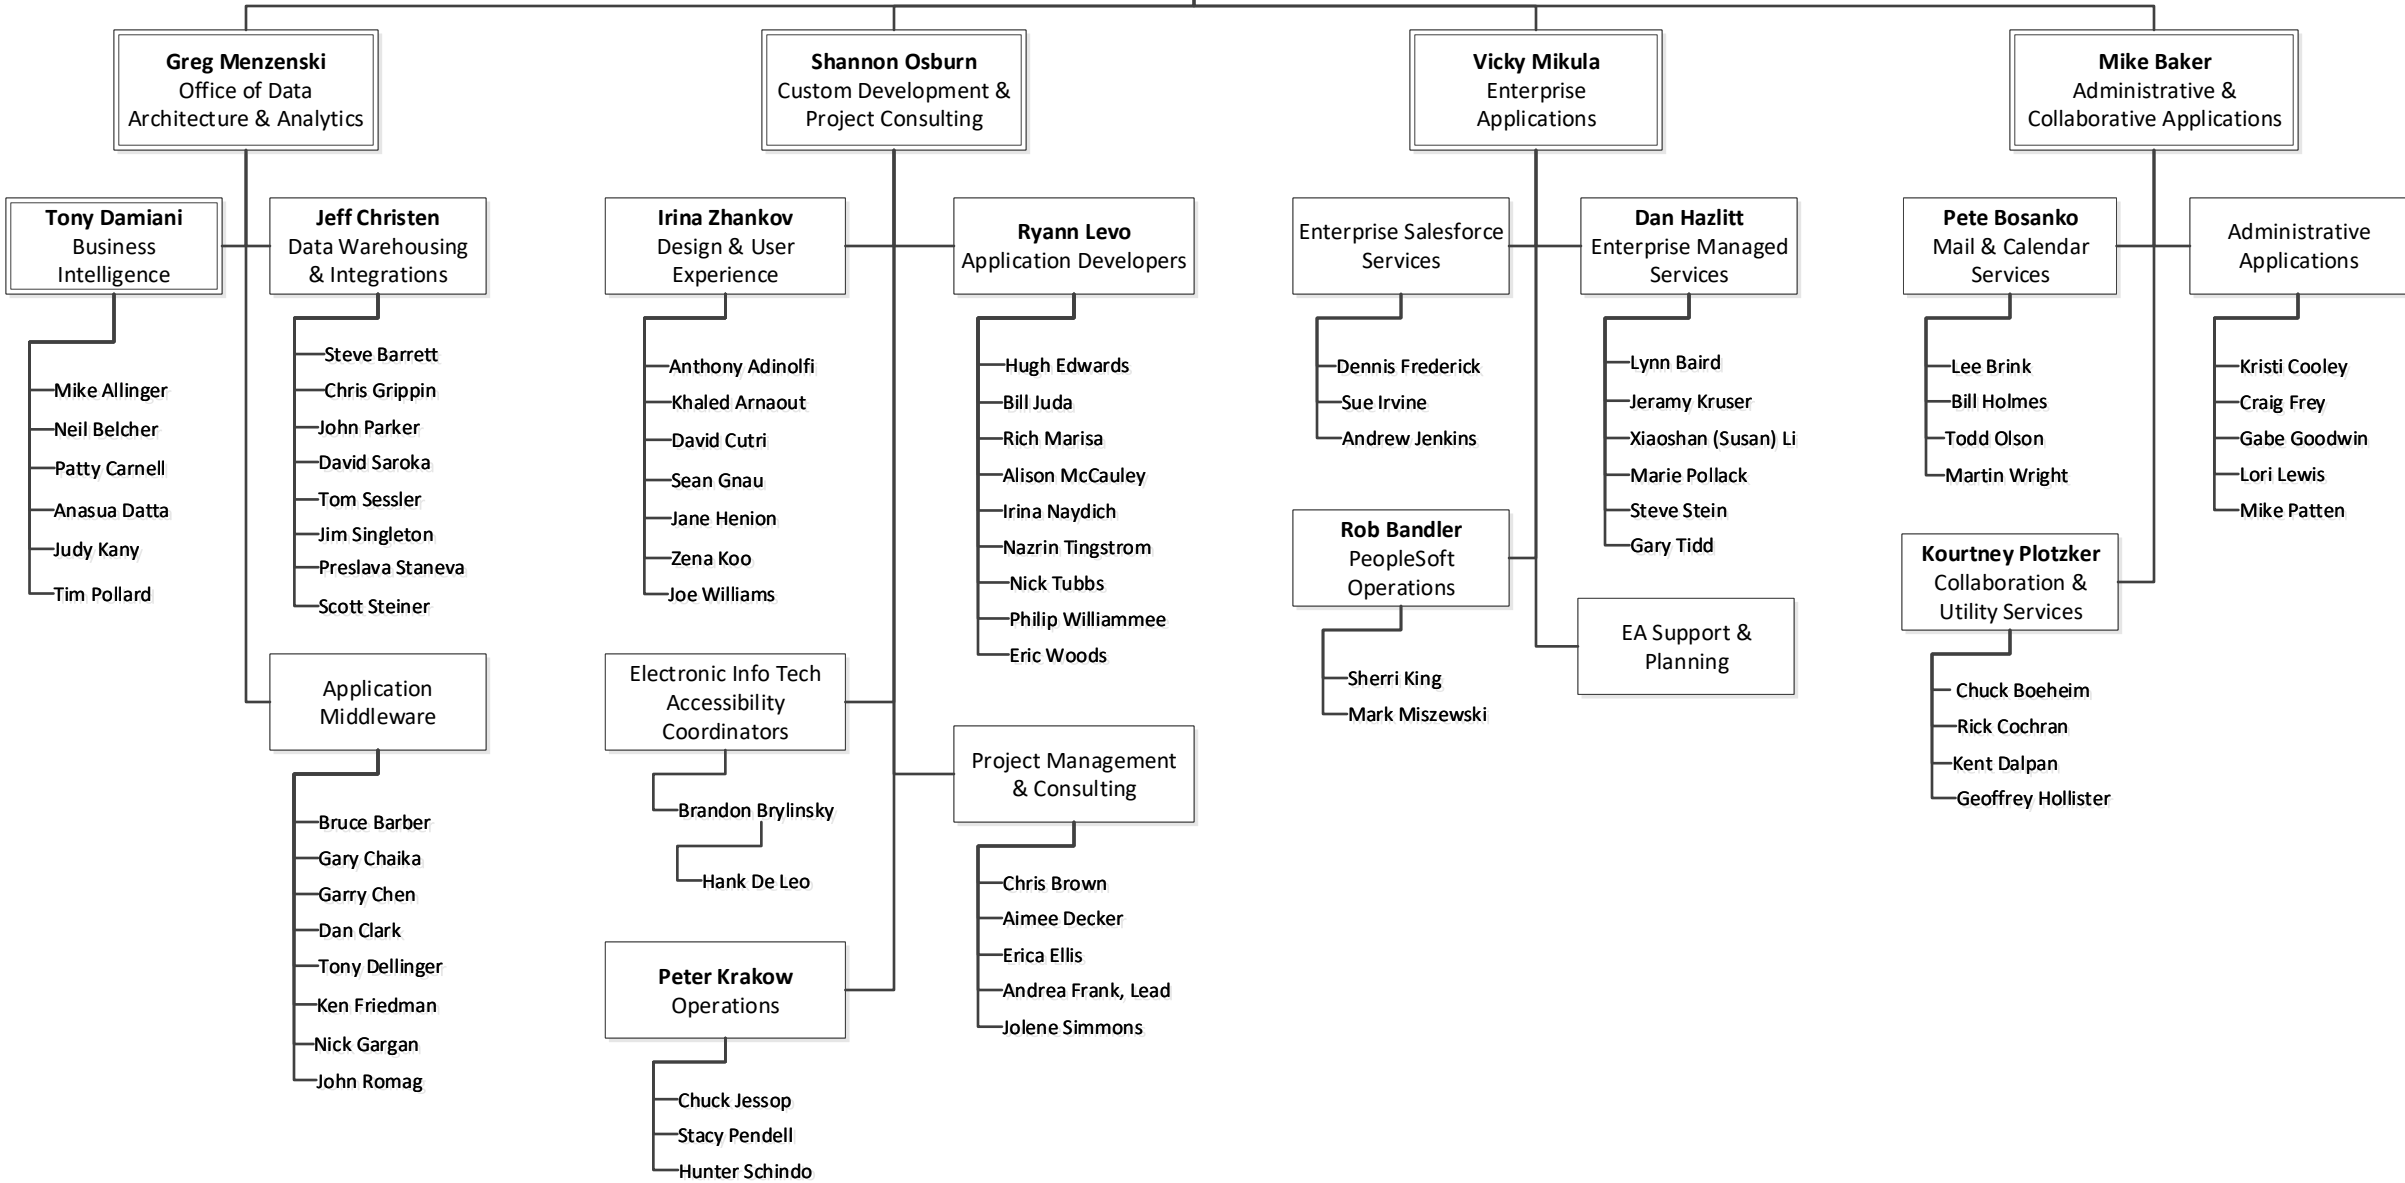 Greg Menzenski
Office of Data
Architecture & Analytics
Shannon Osburn
Custom Development &
Project Consulting
Vicky Mikula
Enterprise
Applications
Mike Baker
Administrative &
Collaborative Applications
Tony Damiani
Business
Intelligence
Mike Allinger
Neil Belcher
Patty Carnell
Anasua Datta
Judy Kany
Tim Pollard
Jeff Christen
Data Warehousing
& Integrations
Steve Barrett
Chris Grippin
John Parker
David Saroka
Tom Sessler
Jim Singleton
Preslava Staneva
Scott Steiner
Application
Middleware
Bruce Barber
Gary Chaika
Garry Chen
Dan Clark
Tony Dellinger
Ken Friedman
Nick Gargan
John Romag
Irina Zhankov
Design & User
Experience
Anthony Adinolfi
Khaled Arnaout
David Cutri
Sean Gnau
Jane Henion
Zena Koo
Joe Williams
Electronic Info Tech
Accessibility
Coordinators
Brandon Brylinsky
Hank De Leo
Peter Krakow
Operations
Chuck Jessop
Stacy Pendell
Hunter Schindo
Ryann Levo
Application Developers
Hugh Edwards
Bill Juda
Rich Marisa
Alison McCauley
Irina Naydich
Nazrin Tingstrom
Nick Tubbs
Philip Williammee
Eric Woods
Project Management
& Consulting
Chris Brown
Aimee Decker
Erica Ellis
Andrea Frank, Lead
Jolene Simmons
Enterprise Salesforce
Services
Dennis Frederick
Sue Irvine
Andrew Jenkins
Rob Bandler
PeopleSoft
Operations
Sherri King
Mark Miszewski
Dan Hazlitt
Enterprise Managed
Services
Lynn Baird
Jeramy Kruser
Xiaoshan (Susan) Li
Marie Pollack
Steve Stein
Gary Tidd
EA Support &
Planning
Pete Bosanko
Mail & Calendar
Services
Lee Brink
Bill Holmes
Todd Olson
Martin Wright
Kourtney Plotzker
Collaboration &
Utility Services
Chuck Boeheim
Rick Cochran
Kent Dalpan
Geoffrey Hollister
Administrative
Applications
Kristi Cooley
Craig Frey
Gabe Goodwin
Lori Lewis
Mike Patten